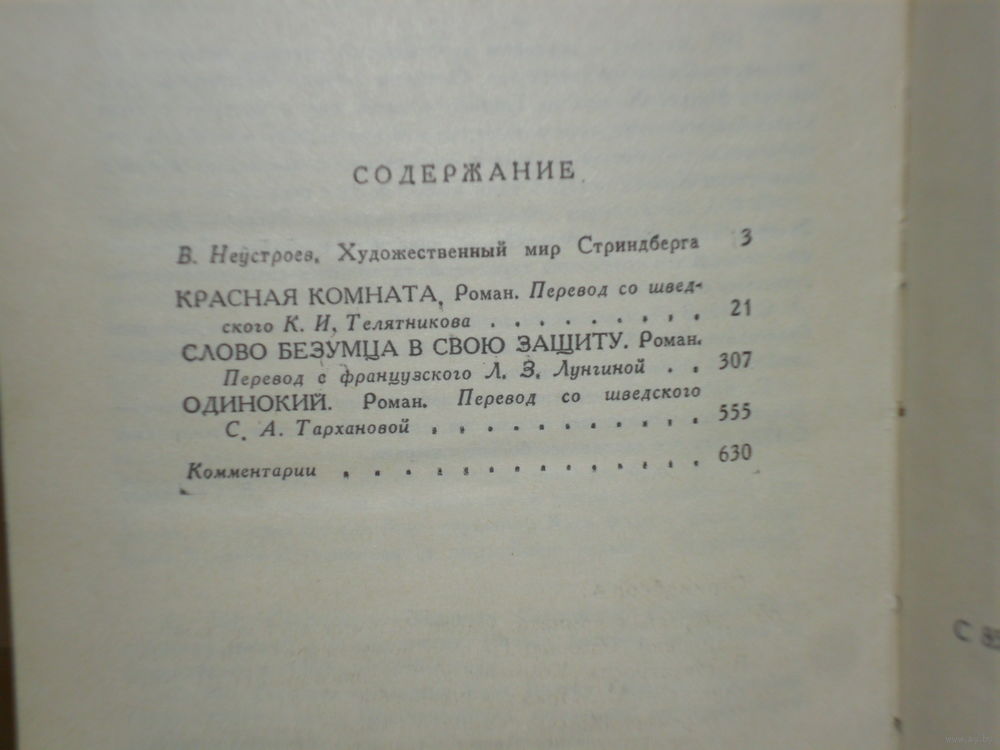 СОДЕРЖАНИЕ
В. Неустроев. Художественный мир Стриндберга 3
КРАСНАЯ КОМНАТА. Роман. Перевод со швед-
ского К. И. Телятникова . . . . . . . . . 21
СЛОВО БЕЗУМЦА В СВОЮ ЗАЩИТУ. Роман.
Перевод с французского Л. З. Лунгиной . . 307
ОДИНОКИЙ. Роман. Перевод со шведского
С. А. Тархановой . . . . . . . . . . . 555
Комментарии . . . . . . . . . . . . 630